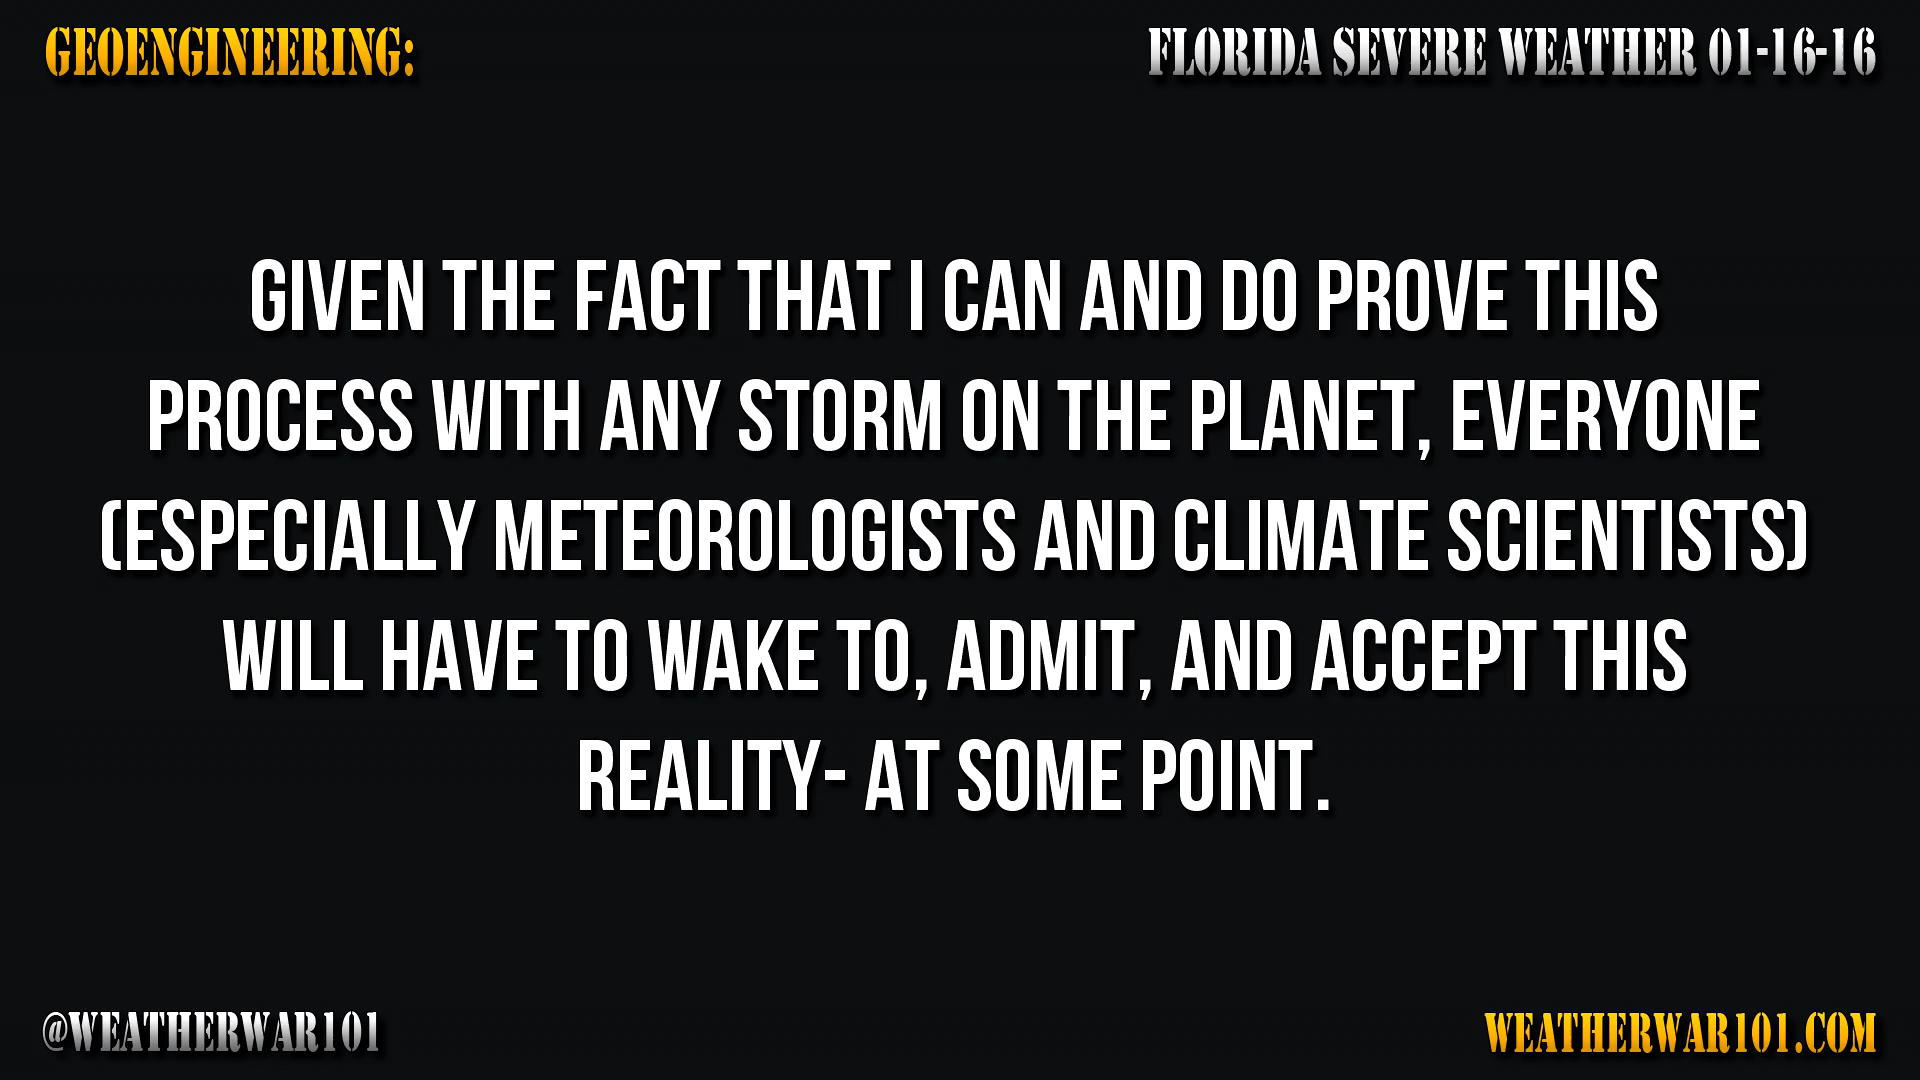 GEOENGINEERING:
FLORIDA SEVERE WEATHER 01-16-16
GIVEN THE FACT THAT I CAN AND DO PROVE THIS
PROCESS WITH ANY STORM ON THE PLANET, EVERYONE
(ESPECIALLY METEOROLOGISTS AND CLIMATE SCIENTISTS)
WILL HAVE TO WAKE TO, ADMIT, AND ACCEPT THIS
REALITY- AT SOME POINT.
@WEATHERWAR101
WEATHERWAR101.COM